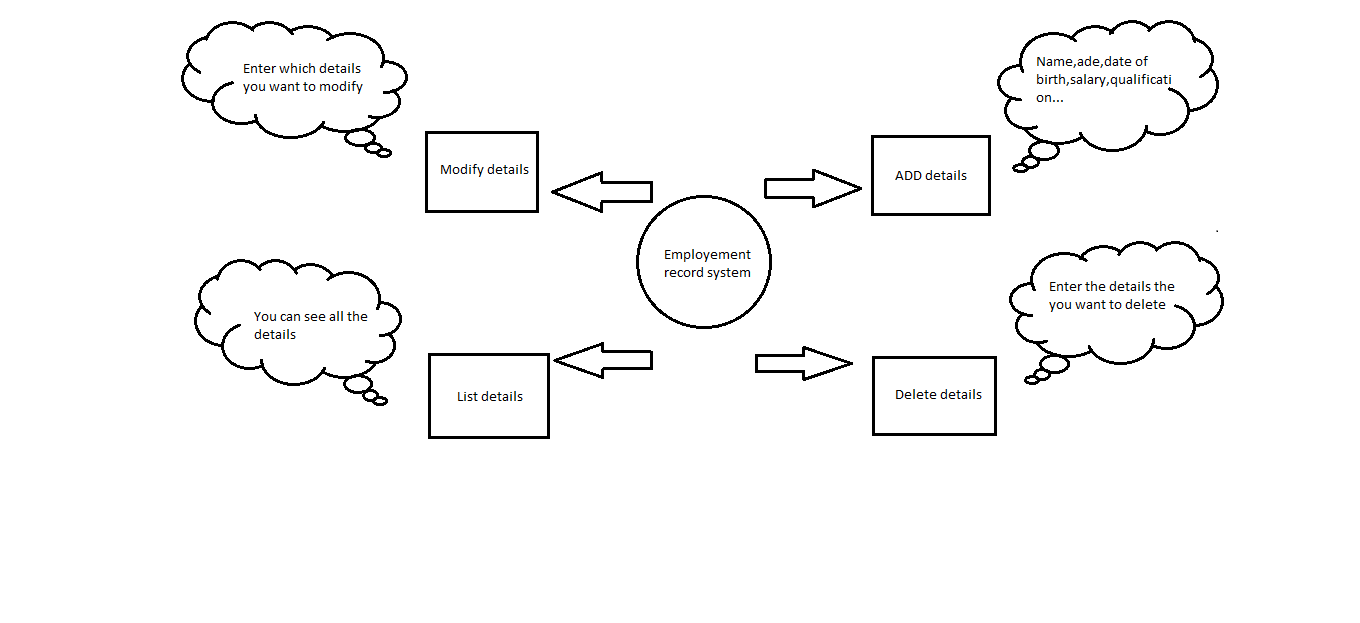 Enter which details
you want to modify
Name,ade,date of
birth,salary,qualificati
on...
Modify details
ADD details
Employement
record system
You can see all the
details
Enter the details the
you want to delete
List details
Delete details